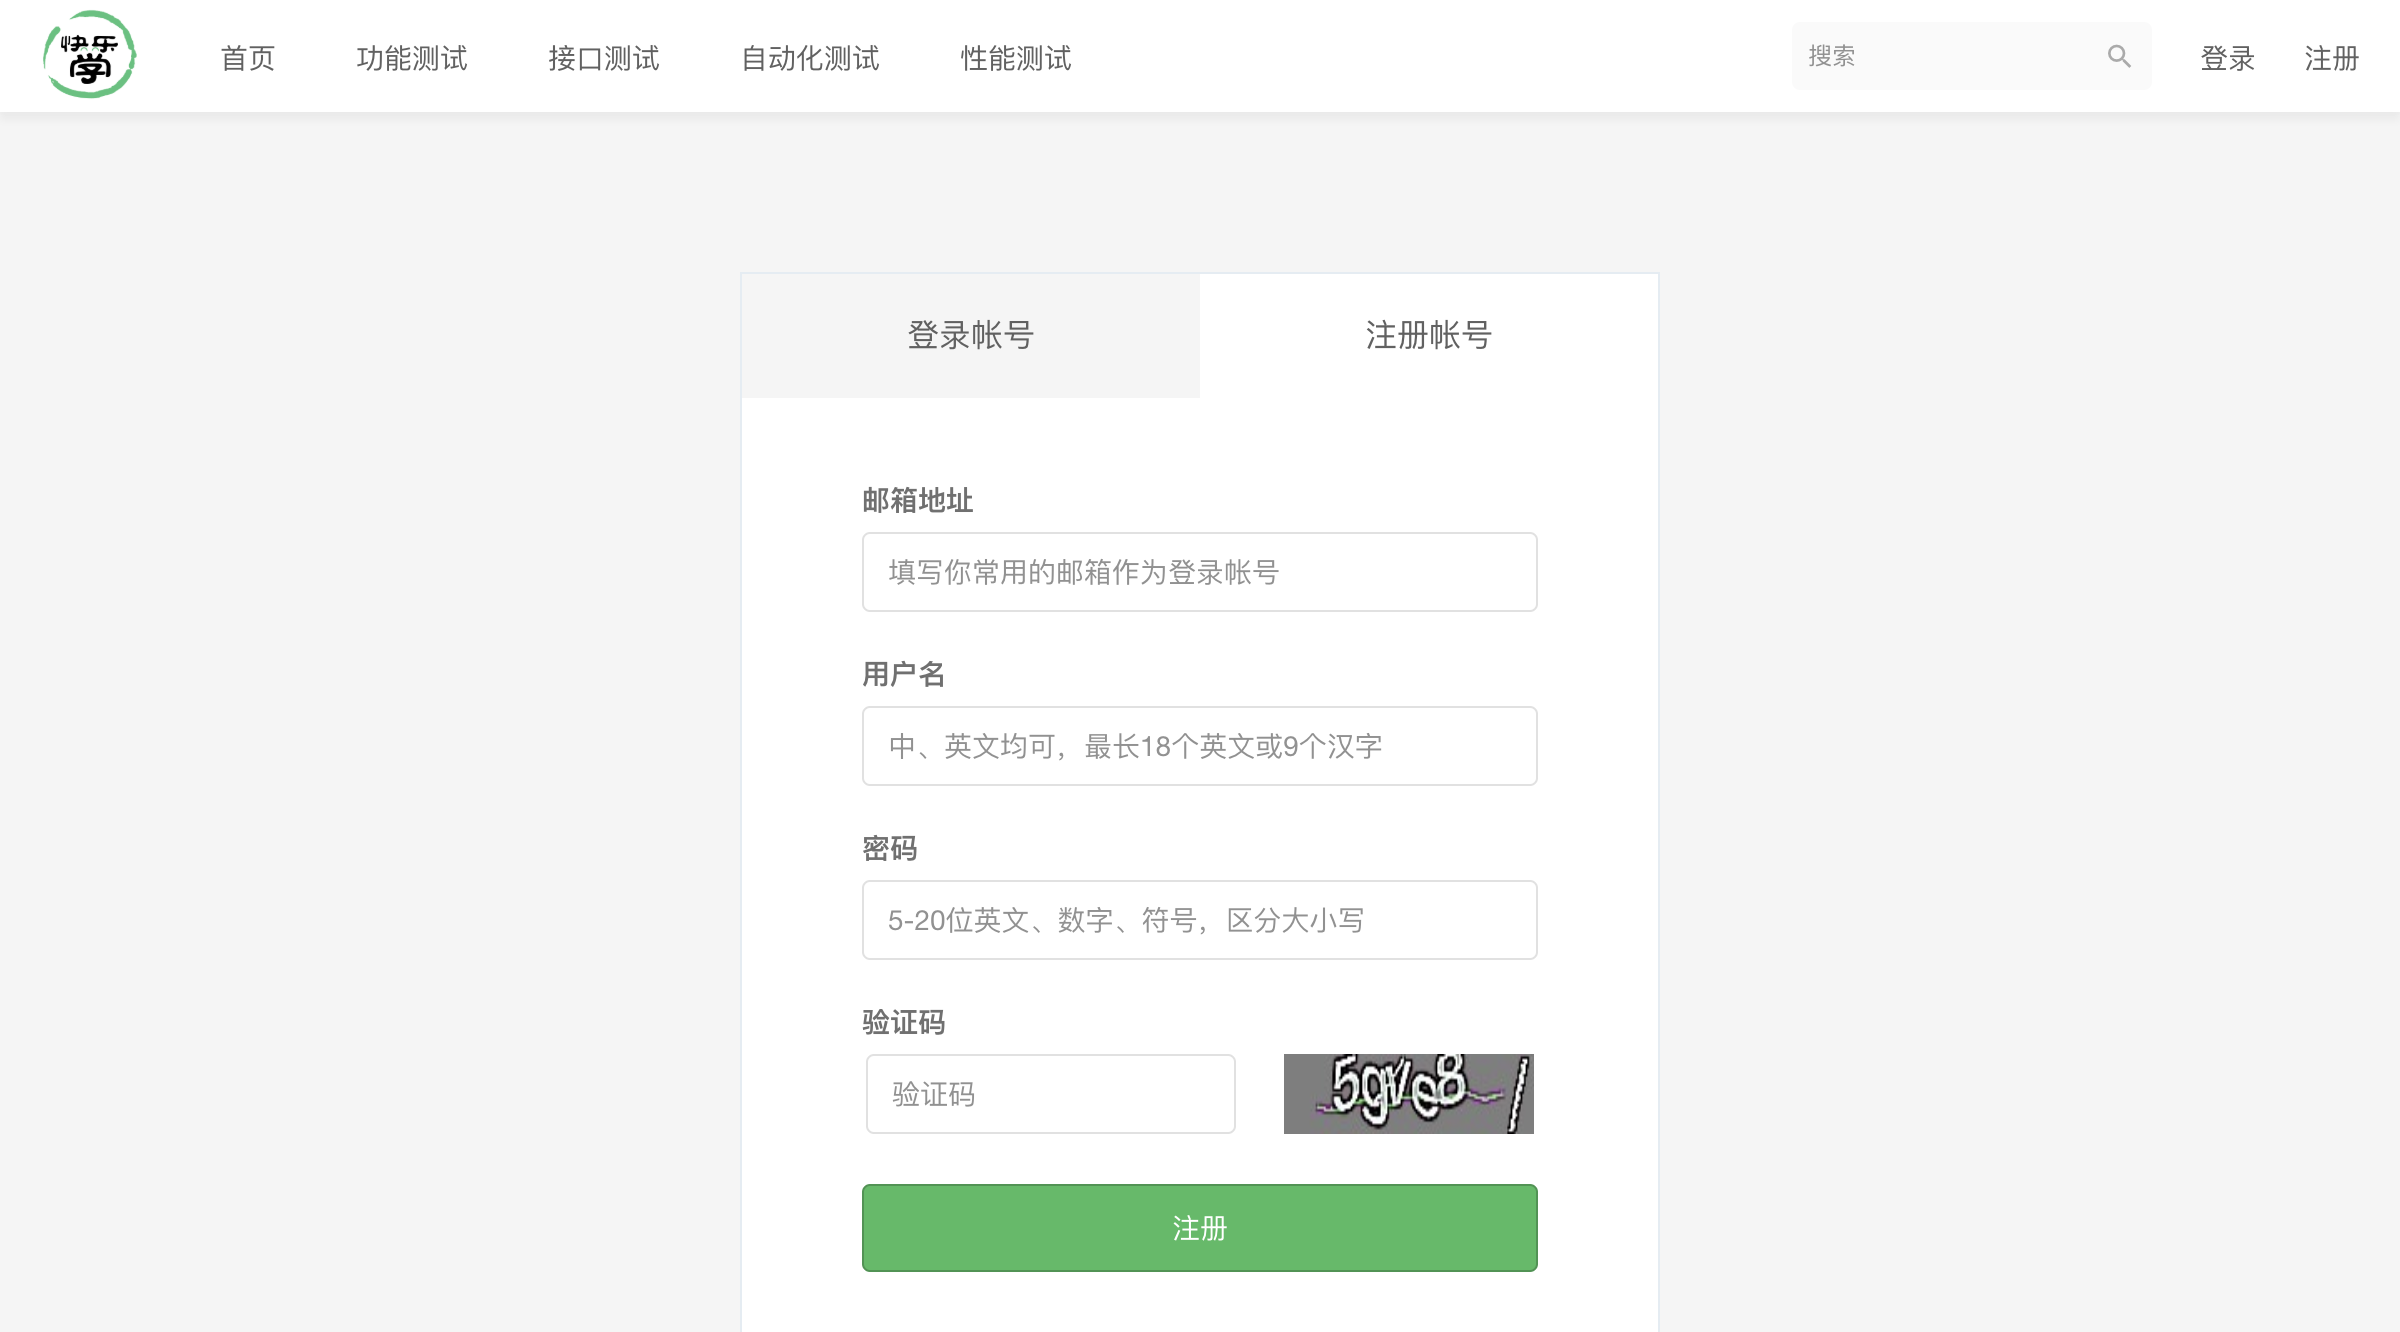 快乐
学
首页
功能测试
接口测试
自动化测试
性能测试
搜索
登录
注册
登录帐号
注册帐号
邮箱地址
填写你常用的邮箱作为登录帐号
用户名
中、英文均可，最长18个英文或9个汉字
密码
5-20位英文、数字、符号，区分大小写
验证码
验证码
注册